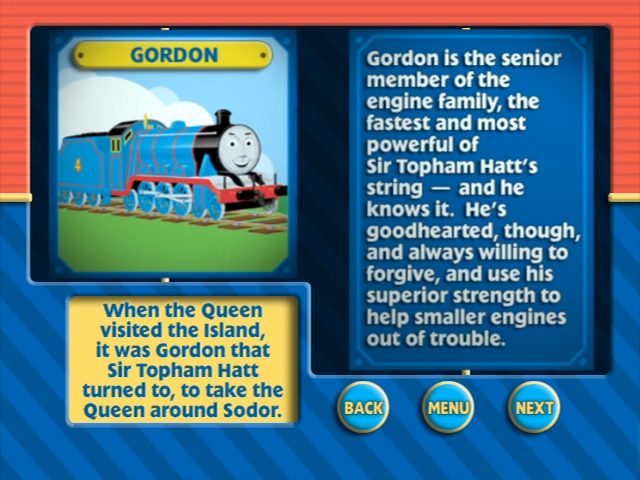 GORDON
4
When the Queen
visited the Island,
it was Gordon that
Sir Topham Hatt
turned to, to take the
Queen around Sodor.
Gordon is the senior
member of the
engine family, the
fastest and most
powerful of
Sir Topham Hatt's
string — and he
knows it. He's
goodhearted, though,
and always willing to
forgive, and use his
superior strength to
help smaller engines
out of trouble.
BACK
MENU
NEXT